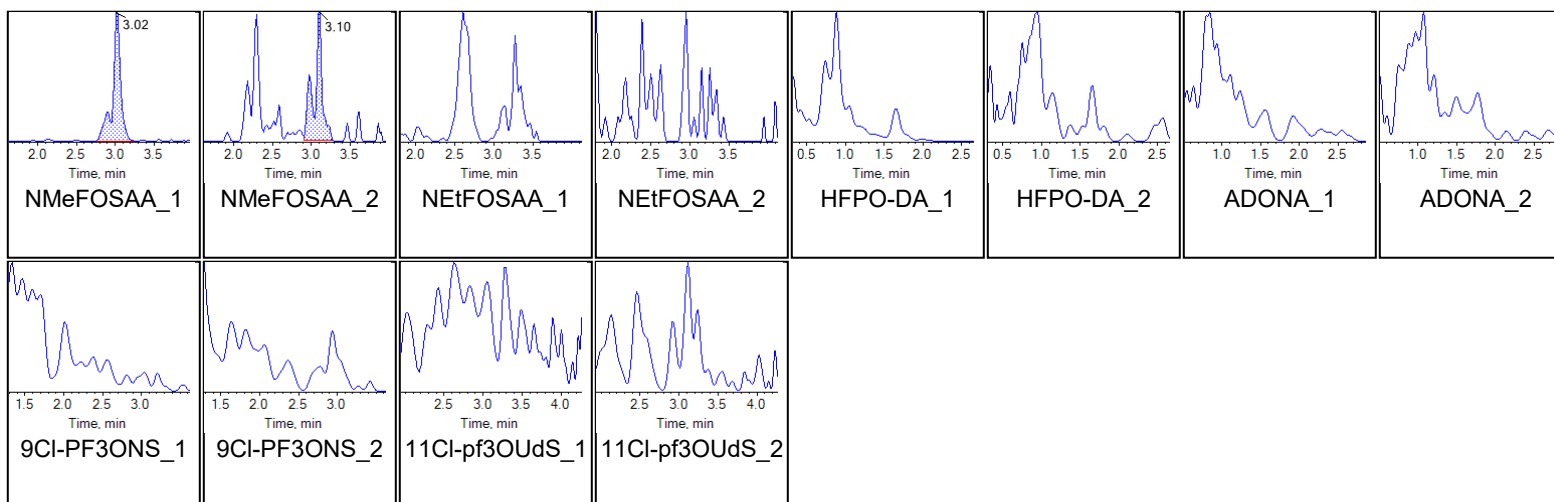 3.02
3.10
2.0 3.0 3.5
2.0 2.5 3.0 3.5
2.0 2.5 3.0 3.5
2.0 2.5 3.0 3.5
0.5 1.0 1.5 2.0 2.5
0.5 1.0 1.5 2.0 2.5
1.0 1.5 2.0 2.5
1.0 1.5 2.0 2.5
Time, min Time, min Time, min Time, min Time, min Time, min Time, min Time, min
NMeFOSAA_1 NMeFOSAA_2 NEtFOSAA_1 NEtFOSAA_2 HFPO-DA_1 HFPO-DA_2 ADONA_1 ADONA_2
1.5 2.0 2.5 3.0
1.5 2.0 2.5 3.0
2.5 3.0 3.5 4.0
2.5 3.0 3.5 4.0
Time, min Time, min Time, min Time, min
9Cl-PF3ONS_1 9Cl-PF3ONS_2 11Cl-pf3OUdS_1 11Cl-pf3OUdS_2